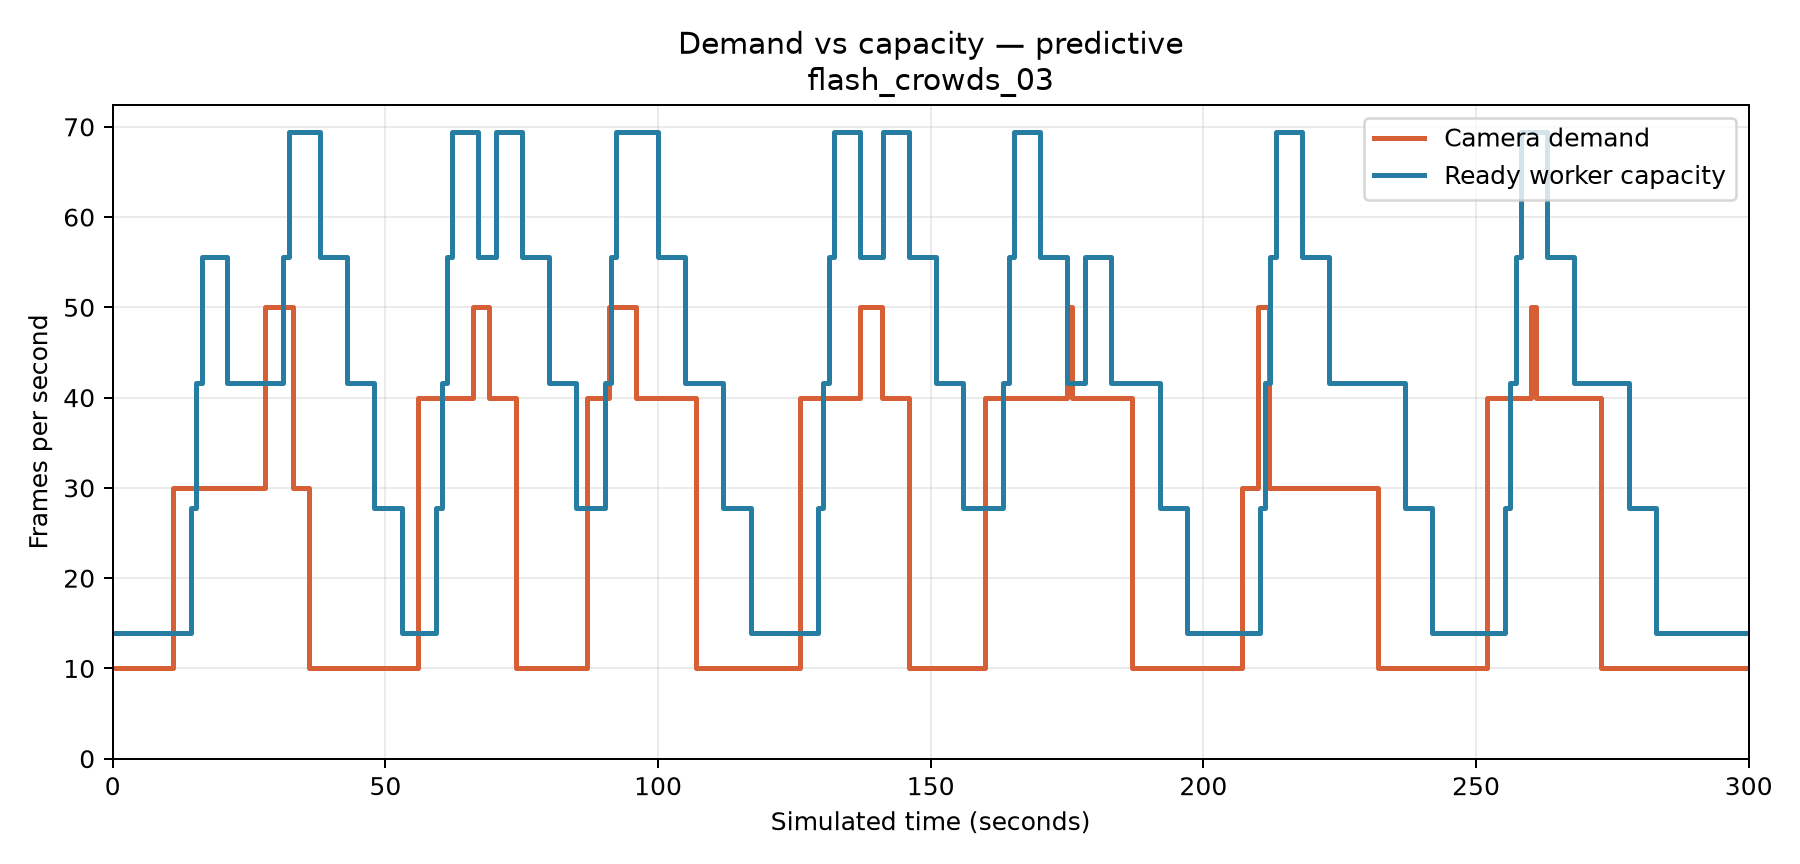 Demand vs capacity — predictive
flash_crowds_03
Camera demand
Ready worker capacity
Frames per second
70
60
50
40
30
20
10
0
0 50 100 150 200 250 300
Simulated time (seconds)